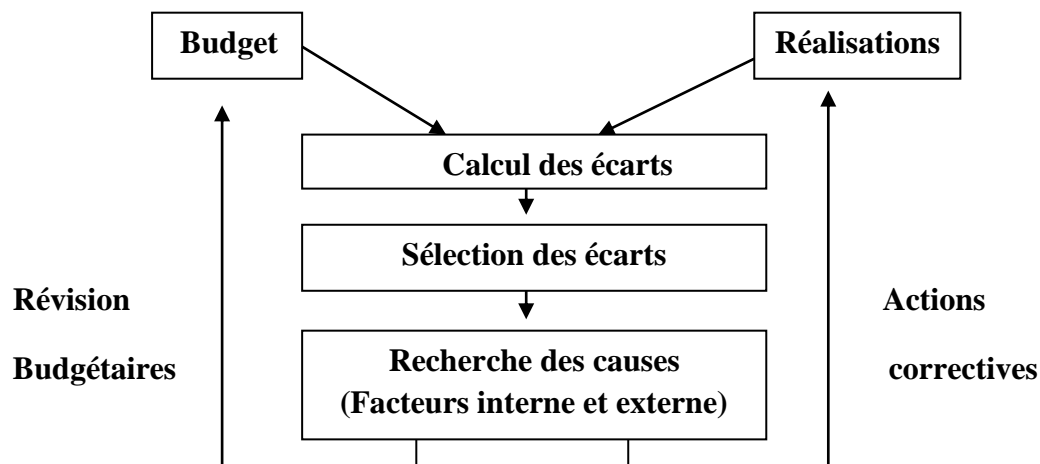 Budget
Réalisations
Calcul des écarts
Sélection des écarts
Révision
Actions
Budgétaires
Recherche des causes
(Facteurs interne et externe)
correctives